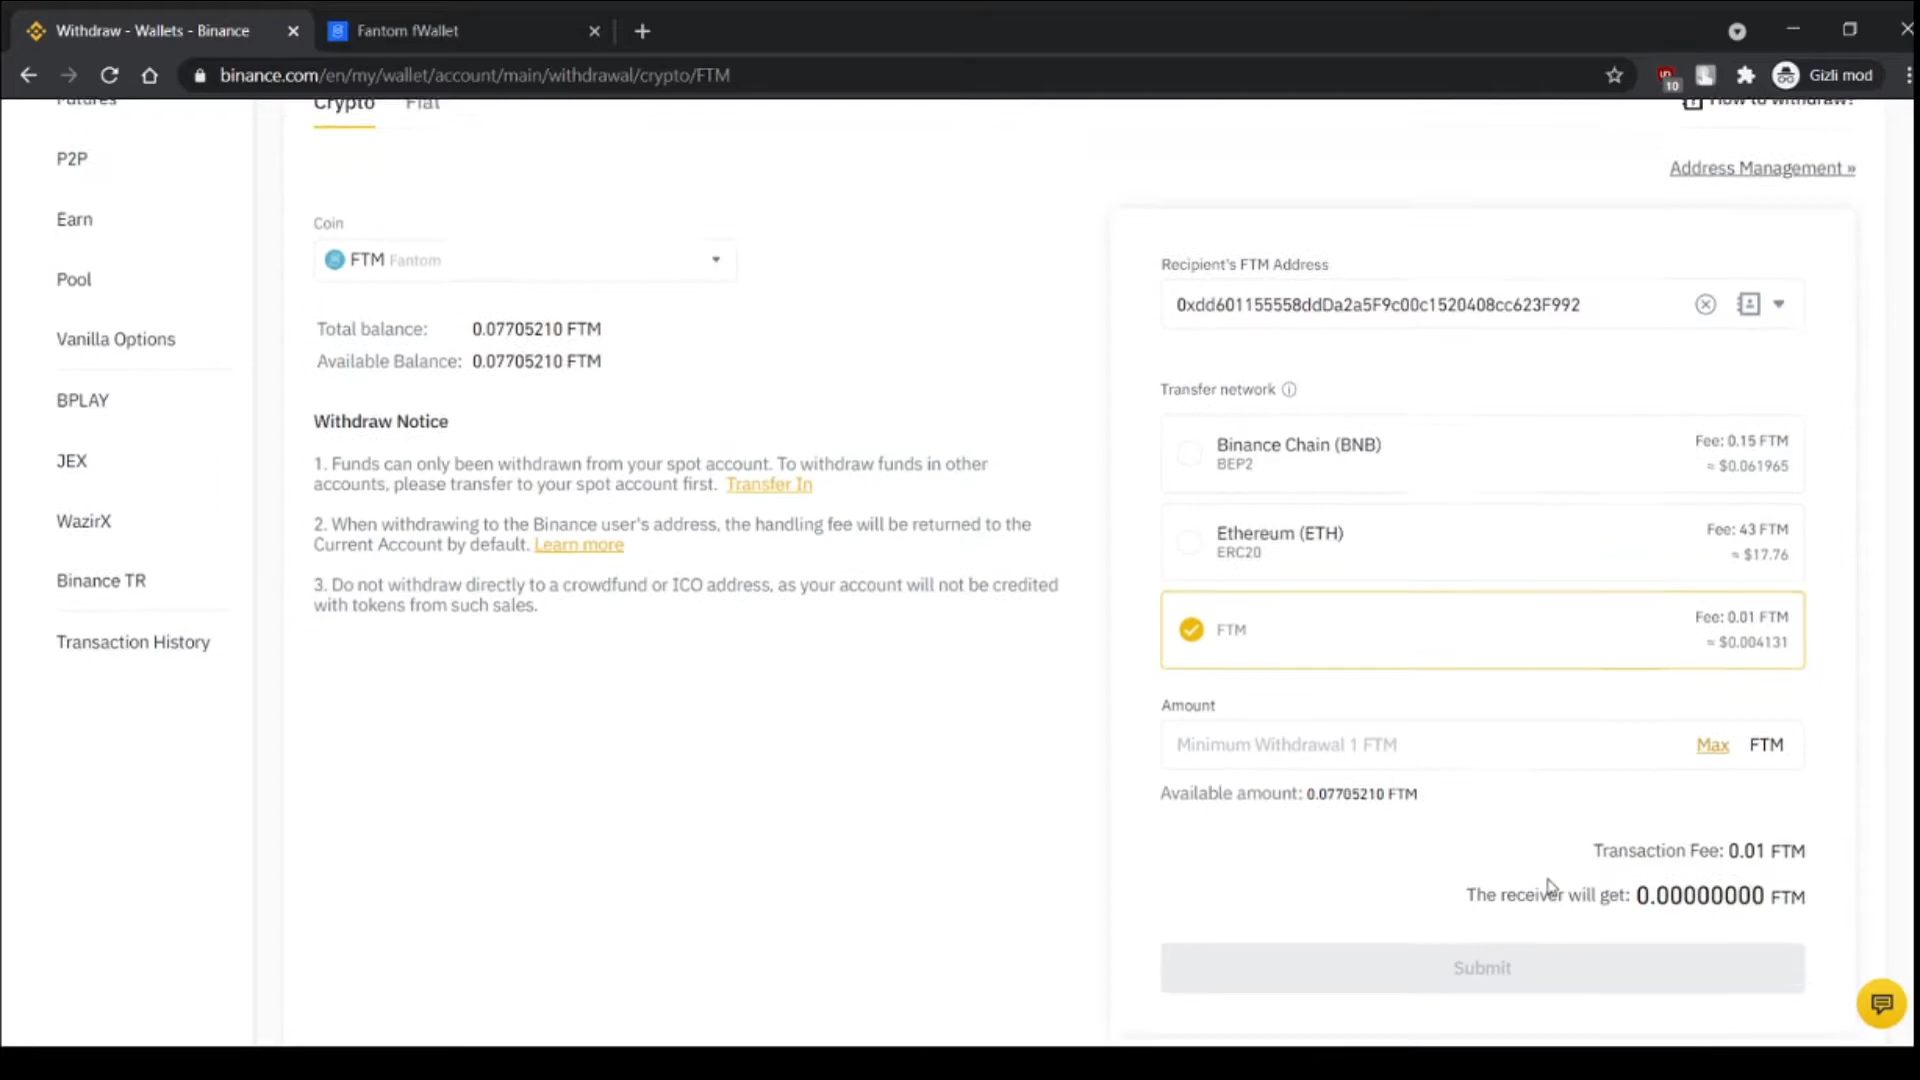 Withdraw - Wallets - Binance
Fantom fWallet
binance.com/en/my/wallet/account/main/withdrawal/crypto/FTM
10
Gizli mod
Futures
Crypto
Fiat
How to withdraw?
P2P
Earn
Pool
Vanilla Options
BPLAY
JEX
WazirX
Binance TR
Transaction History
Address Management »
Coin
FTM Fantom
Total balance: 0.07705210 FTM
Available Balance: 0.07705210 FTM
Withdraw Notice
1. Funds can only been withdrawn from your spot account. To withdraw funds in other
accounts, please transfer to your spot account first. Transfer In
2. When withdrawing to the Binance user's address, the handling fee will be returned to the
Current Account by default. Learn more
3. Do not withdraw directly to a crowdfund or ICO address, as your account will not be credited
with tokens from such sales.
Recipient's FTM Address
0xdd601155558ddDa2a5F9c00c1520408cc623F992
Transfer network
Binance Chain (BNB)
BEP2
Fee: 0.15 FTM
≈ $0.061965
Ethereum (ETH)
ERC20
Fee: 43 FTM
≈ $17.76
FTM
Fee: 0.01 FTM
≈ $0.004131
Amount
Minimum Withdrawal 1 FTM
Max FTM
Available amount: 0.07705210 FTM
Transaction Fee: 0.01 FTM
The receiver will get: 0.00000000 FTM
Submit